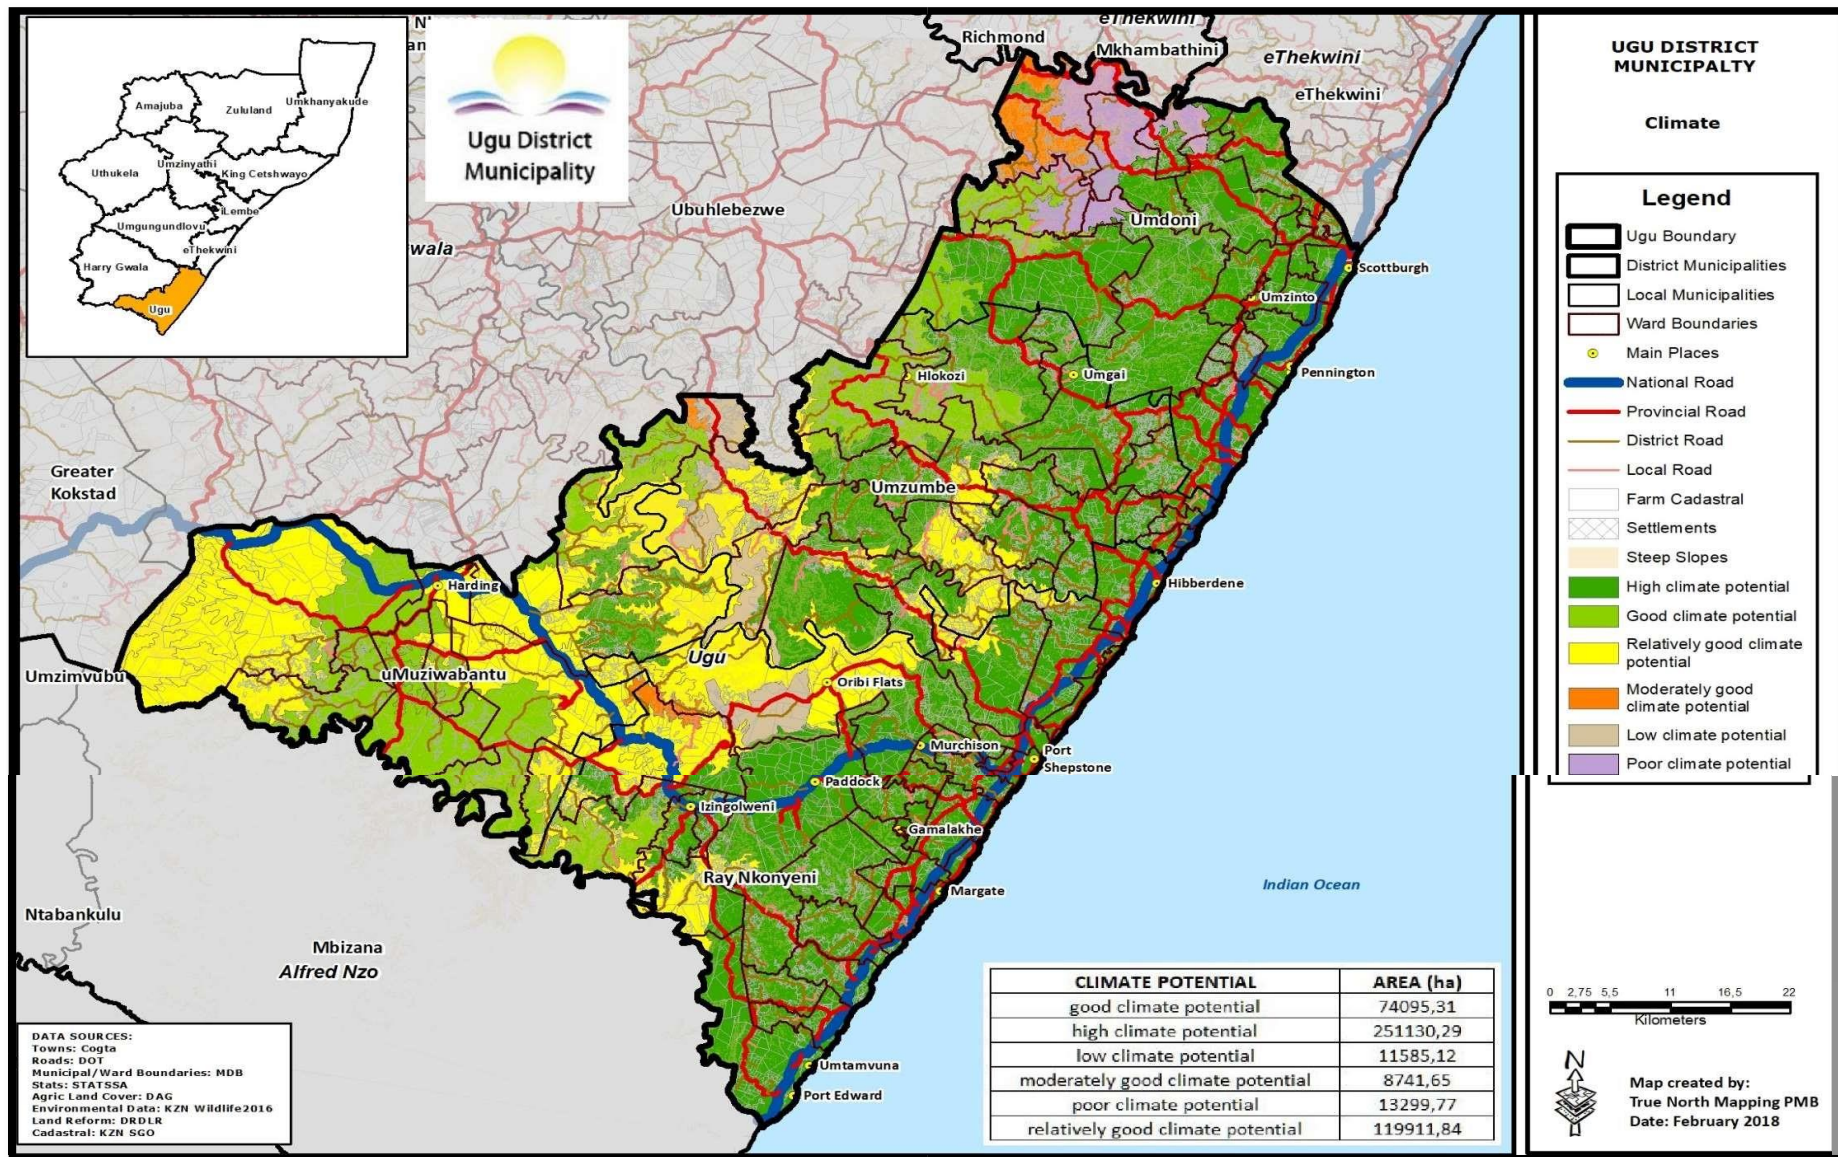 UGU DISTRICT
MUNICIPALTY
Climate
Legend
Ugu Boundary
District Municipalities
Local Municipalities
Ward Boundaries
Main Places
National Road
Provincial Road
District Road
Local Road
Farm Cadastral
Settlements
Steep Slopes
High climate potential
Good climate potential
Relatively good climate
potential
Moderately good
climate potential
Low climate potential
Poor climate potential
0 2,75 5,5 11 16,5 22
Kilometers
N
Map created by:
True North Mapping PMB
Date: February 2018
Amajuba
Zululand
Umkhanyakude
Umzinyathi
Uthukela
King Cetshwayo
iLembe
Umgungundlovu
eThekwini
Harry Gwala
Ugu
Ugu District
Municipality
eThekwini
Richmond
Mkhambathini
eThekwini
eThekwini
Ubuhlebezwe
wala
Umdoni
Scottburgh
Umzinto
Hlokozi
Umgai
Pennington
Greater
Kokstad
Umzumbe
Harding
Hibberdene
Ugu
Umzimvubu
uMuziwabantu
Oribi Flats
Murchison
Port
Shepstone
Paddock
Izingolweni
Gamalakhe
Ray Nkonyeni
Margate
Indian Ocean
Ntabankulu
Mbizana
Alfred Nzo
Umtamvuna
Port Edward
CLIMATE POTENTIAL AREA (ha)
good climate potential 74095,31
high climate potential 251130,29
low climate potential 11585,12
moderately good climate potential 8741,65
poor climate potential 13299,77
relatively good climate potential 119911,84
DATA SOURCES:
Towns: Cogta
Roads: DOT
Municipal/Ward Boundaries: MDB
Stats: STATSSA
Agric Land Cover: DAG
Environmental Data: KZN Wildlife2016
Land Reform: DRDLR
Cadastral: KZN SGO